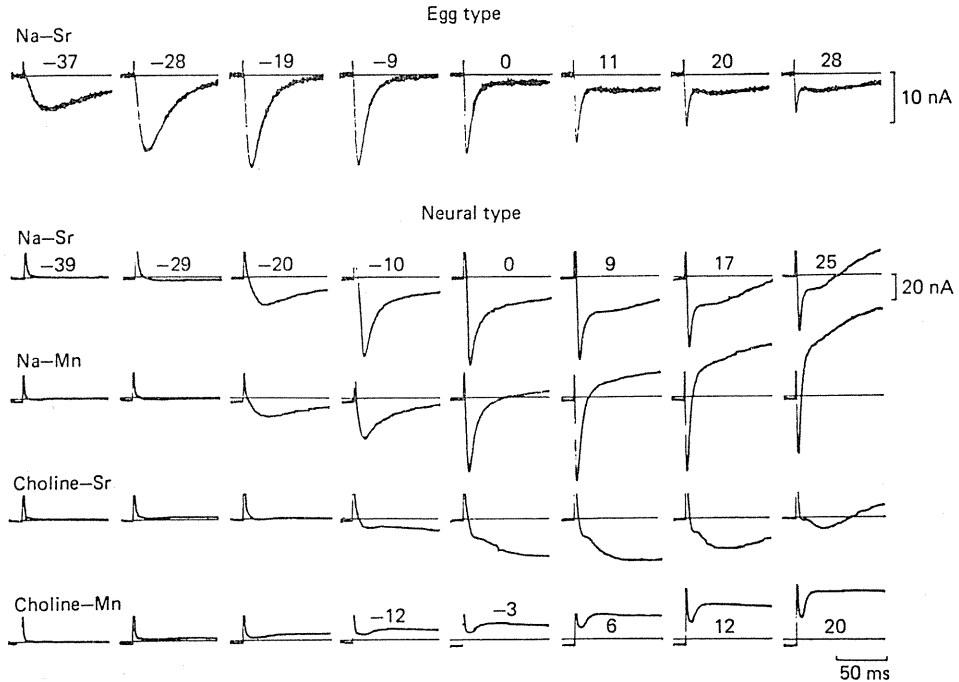 Egg type
Na–Sr
−37 −28 −19 −9 0 11 20 28
10 nA
Neural type
Na–Sr
−39 −29 −20 −10 0 9 17 25
20 nA
Na–Mn
Choline–Sr
Choline–Mn
−12 −3 6 12 20
50 ms